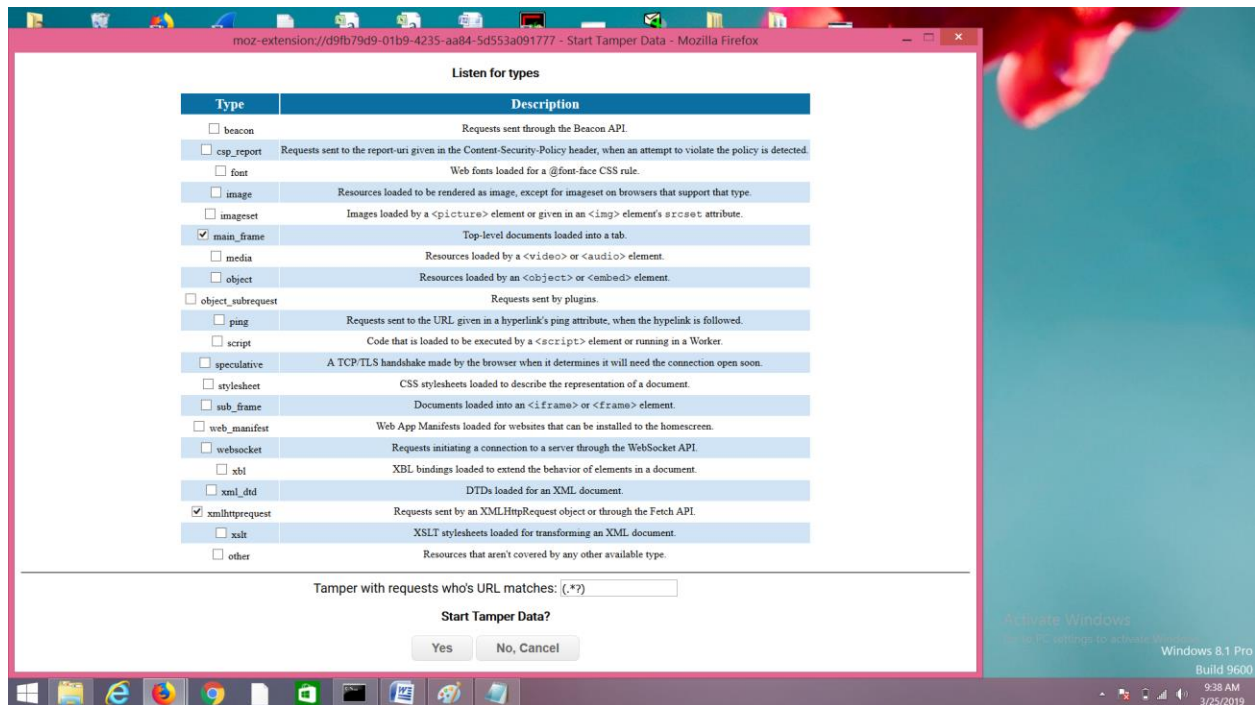 moz-extension://d9fb79d9-01b9-4235-aa84-5d553a091777 - Start Tamper Data - Mozilla Firefox
Listen for types
Type Description
beacon Requests sent through the Beacon API.
csp_report Requests sent to the report-uri given in the Content-Security-Policy header, when an attempt to violate the policy is detected.
font Web fonts loaded for a @font-face CSS rule.
image Resources loaded to be rendered as image, except for imageset on browsers that support that type.
imageset Images loaded by a <picture> element or given in an <img> element's srcset attribute.
main_frame Top-level documents loaded into a tab.
media Resources loaded by a <video> or <audio> element.
object Resources loaded by an <object> or <embed> element.
object_subrequest Requests sent by plugins.
ping Requests sent to the URL given in a hyperlink's ping attribute, when the hypelink is followed.
script Code that is loaded to be executed by a <script> element or running in a Worker.
speculative A TCP/TLS handshake made by the browser when it determines it will need the connection open soon.
stylesheet CSS stylesheets loaded to describe the representation of a document.
sub_frame Documents loaded into an <iframe> or <frame> element.
web_manifest Web App Manifests loaded for websites that can be installed to the homescreen.
websocket Requests initiating a connection to a server through the WebSocket API.
xbl XBL bindings loaded to extend the behavior of elements in a document.
xml_dtd DTDs loaded for an XML document.
xmlhttprequest Requests sent by an XMLHttpRequest object or through the Fetch API.
xslt XSLT stylesheets loaded for transforming an XML document.
other Resources that aren't covered by any other available type.
Tamper with requests who's URL matches: (.*?)
Start Tamper Data?
Yes No, Cancel
Activate Windows
PC settings to activate Windows.
Windows 8.1 Pro
Build 9600
9:38 AM
3/25/2019